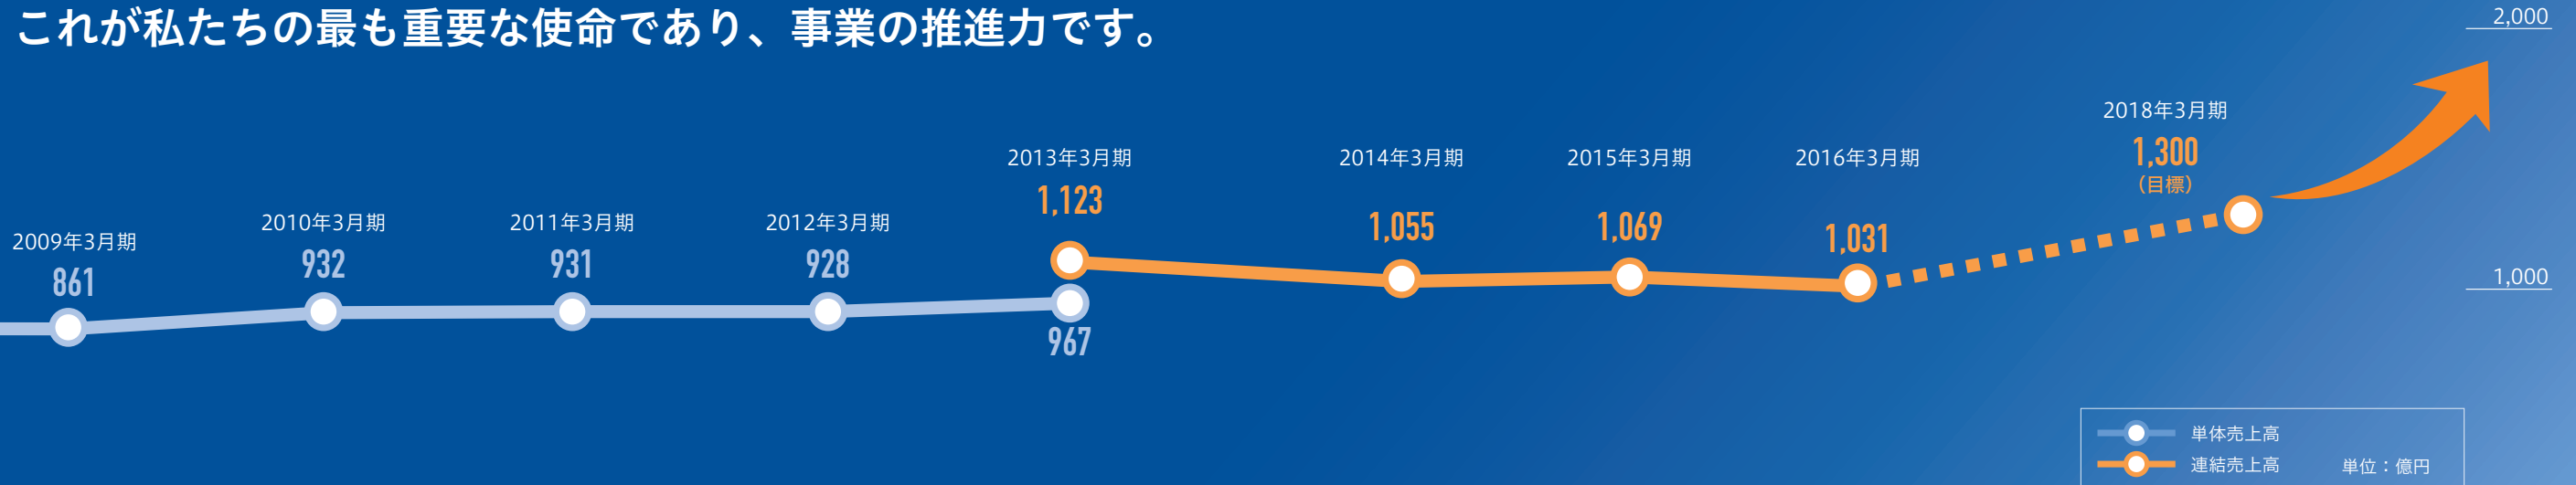 これが私たちの最も重要な使命であり、事業の推進力です。
2,000
1,000
2009年3月期
861
2010年3月期
932
2011年3月期
931
2012年3月期
928
2013年3月期
1,123
967
2014年3月期
1,055
2015年3月期
1,069
2016年3月期
1,031
2018年3月期
1,300
（目標）
単体売上高
連結売上高 単位：億円